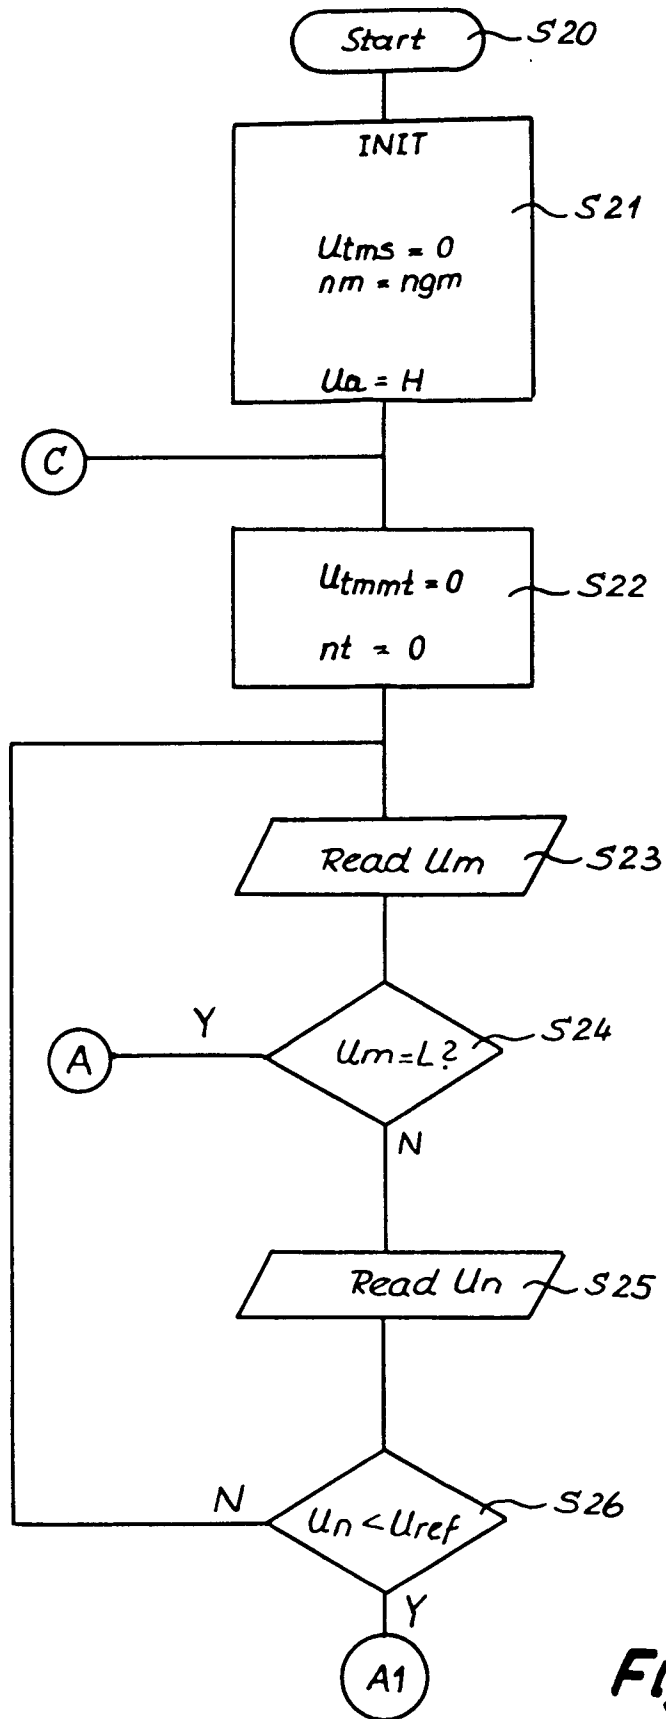 Start
S20
INIT
S21
Utms = 0
nm = ngm
Ua = H
C
Utmmt = 0
S22
nt = 0
Read Um
S23
Y
S24
A
Um=L?
N
Read Un
S25
N
S26
Un < Uref
Y
A1